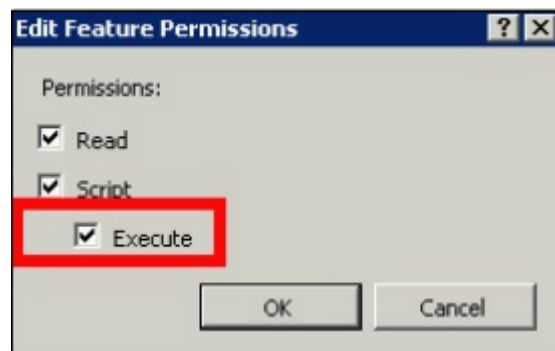 Edit Feature Permissions
Permissions:
Read
Script
Execute
OK Cancel